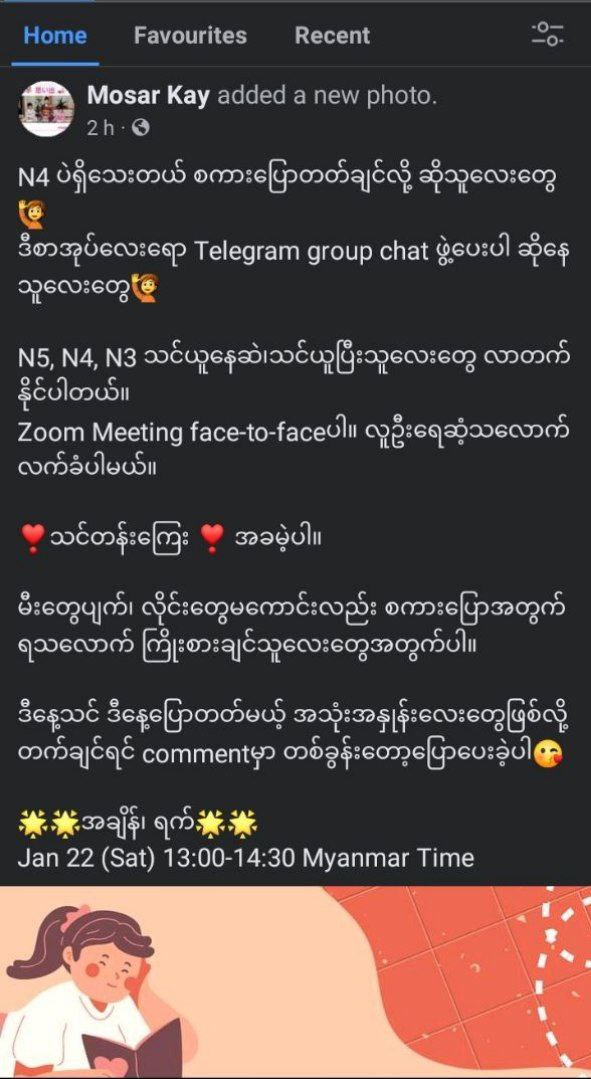 Home Favourites Recent
Mosar Kay added a new photo.
2 h ·
N4 ပဲရှိသေးတယ် စကားပြောတတ်ချင်လို့ ဆိုသူလေးတွေ
🙋
ဒီစာအုပ်လေးရော Telegram group chat ဖွဲ့ပေးပါ ဆိုနေ
သူလေးတွေ🙋
N5, N4, N3 သင်ယူနေဆဲ၊သင်ယူပြီးသူလေးတွေ လာတက်
နိုင်ပါတယ်။
Zoom Meeting face-to-faceပါ။ လူဦးရေဆံ့သလောက်
လက်ခံပါမယ်။
❣️သင်တန်းကြေး ❣️ အခမဲ့ပါ။
မီးတွေပျက်၊ လိုင်းတွေမကောင်းလည်း စကားပြောအတွက်
ရသလောက် ကြိုးစားချင်သူလေးတွေအတွက်ပါ။
ဒီနေ့သင် ဒီနေ့ပြောတတ်မယ့် အသုံးအနှုန်းလေးတွေဖြစ်လို့
တက်ချင်ရင် commentမှာ တစ်ခွန်းတော့ပြောပေးခဲ့ပါ😘
🌟🌟အချိန်၊ ရက်🌟🌟
Jan 22 (Sat) 13:00-14:30 Myanmar Time